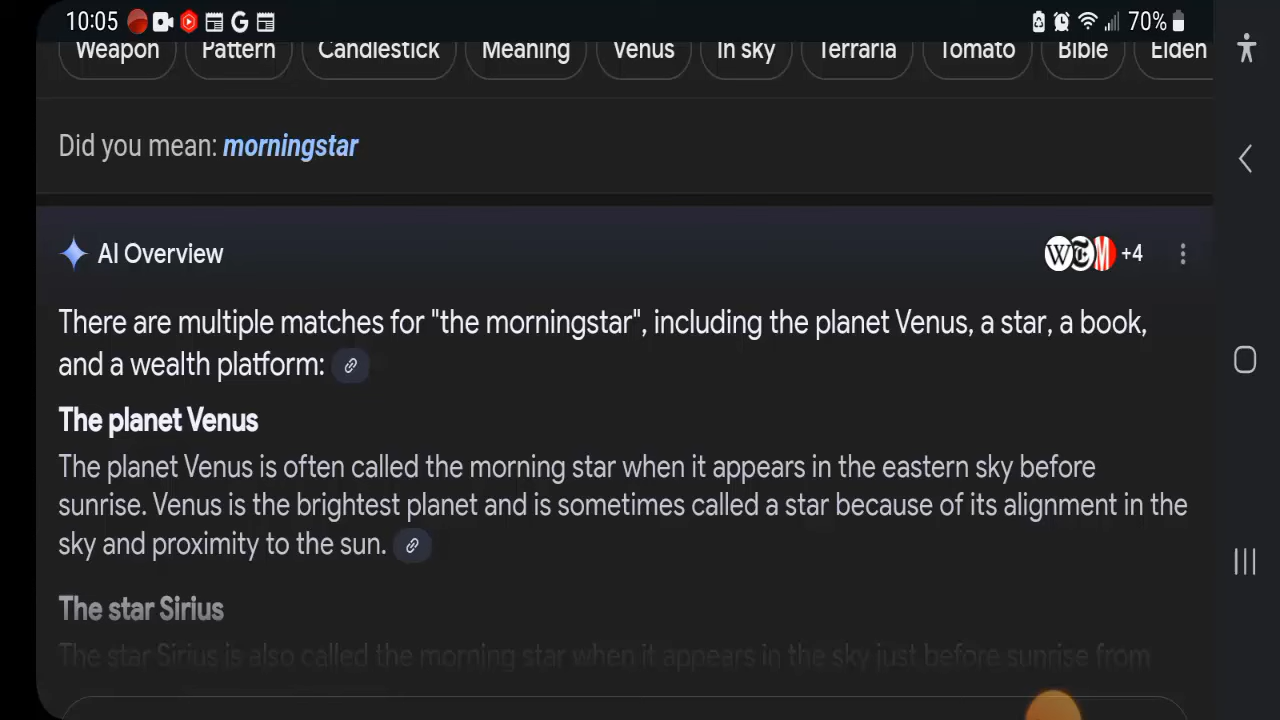 10:05 70%
Weapon Pattern Candlestick Meaning Venus In sky Terraria Tomato Bible Elden
Did you mean: morningstar
AI Overview
+4
There are multiple matches for "the morningstar", including the planet Venus, a star, a book,
and a wealth platform:
The planet Venus
The planet Venus is often called the morning star when it appears in the eastern sky before
sunrise. Venus is the brightest planet and is sometimes called a star because of its alignment in the
sky and proximity to the sun.
The star Sirius
The star Sirius is also called the morning star when it appears in the sky just before sunrise from